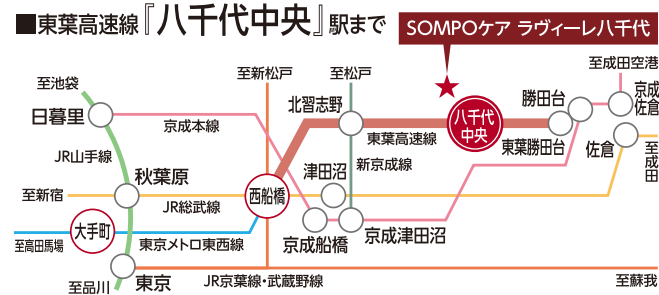 ■東葉高速線『八千代中央』駅まで
SOMPOケア ラヴィーレ八千代
至池袋
至新松戸
至松戸
至成田空港
日暮里
京成本線
北習志野
八千代
中央
勝田台
京成
佐倉
東葉高速線
東葉勝田台
佐倉
至成田
JR山手線
新京成線
秋葉原
津田沼
至新宿
JR総武線
西船橋
大手町
至高田馬場
東京メトロ東西線
京成船橋
京成津田沼
東京
至品川
JR京葉線・武蔵野線
至蘇我